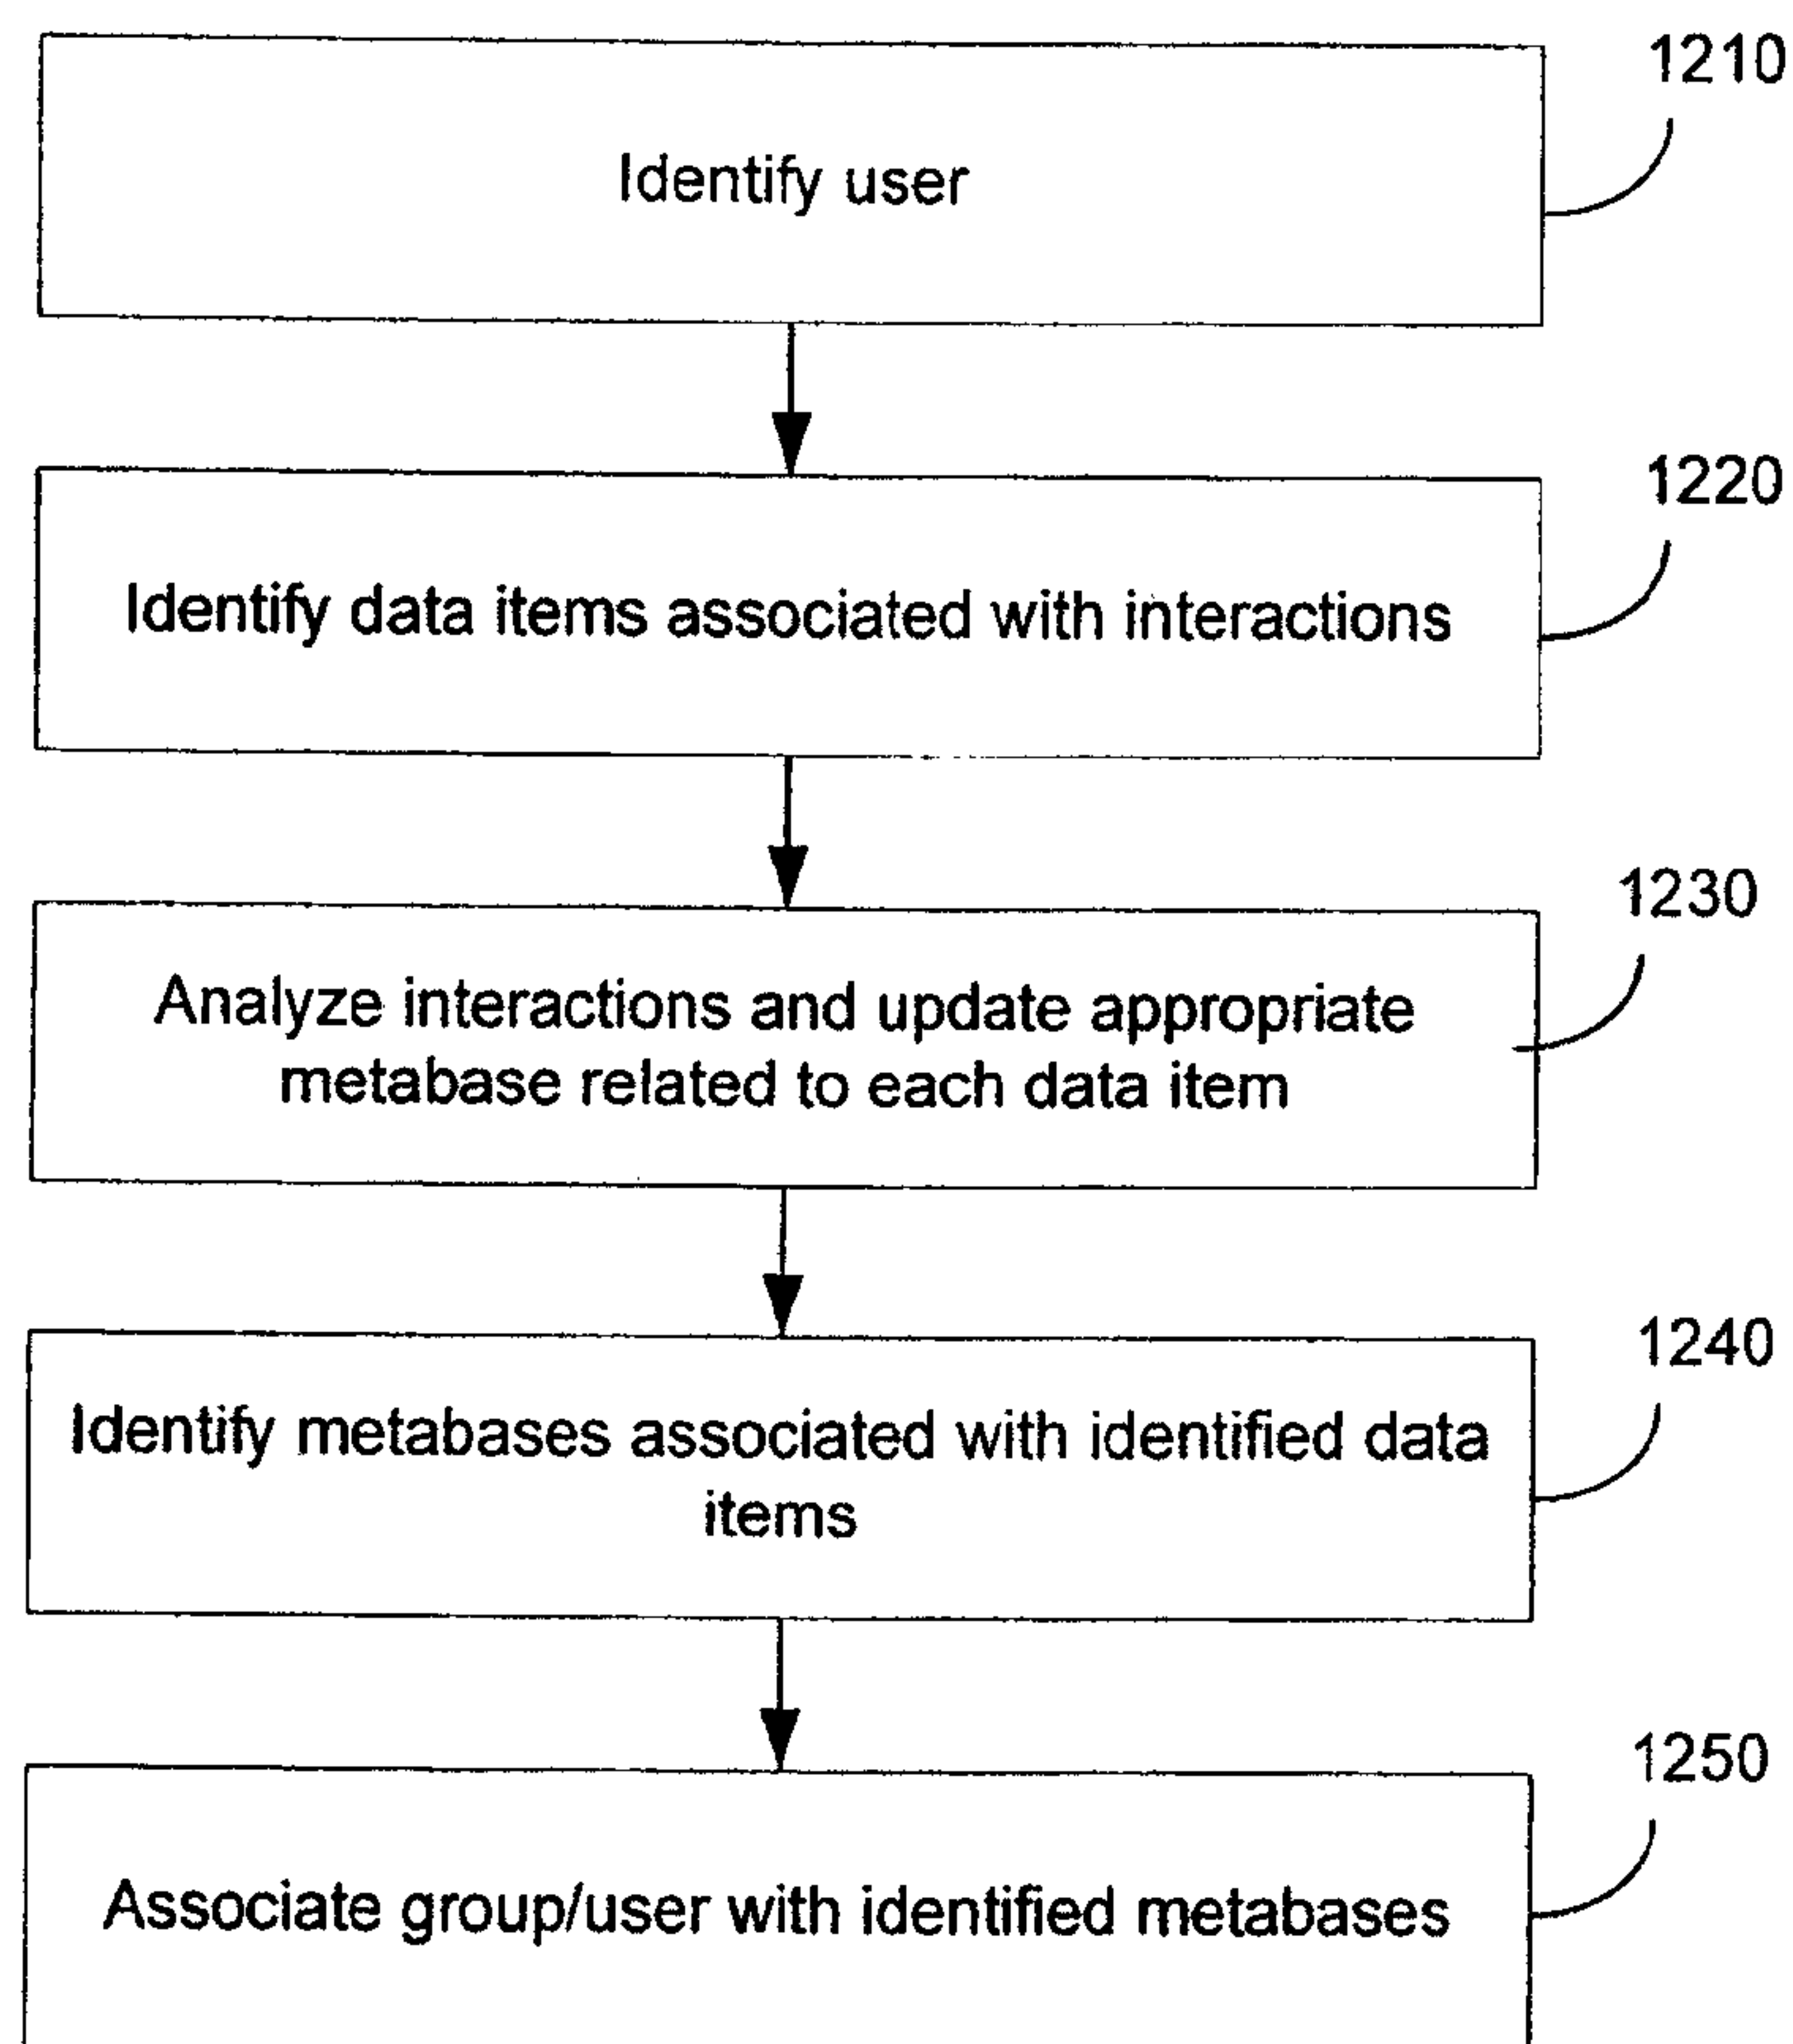 1210
Identify user
1220
Identify data items associated with interactions
1230
Analyze interactions and update appropriate
metabase related to each data item
1240
Identify metabases associated with identified data
items
1250
Associate group/user with identified metabases